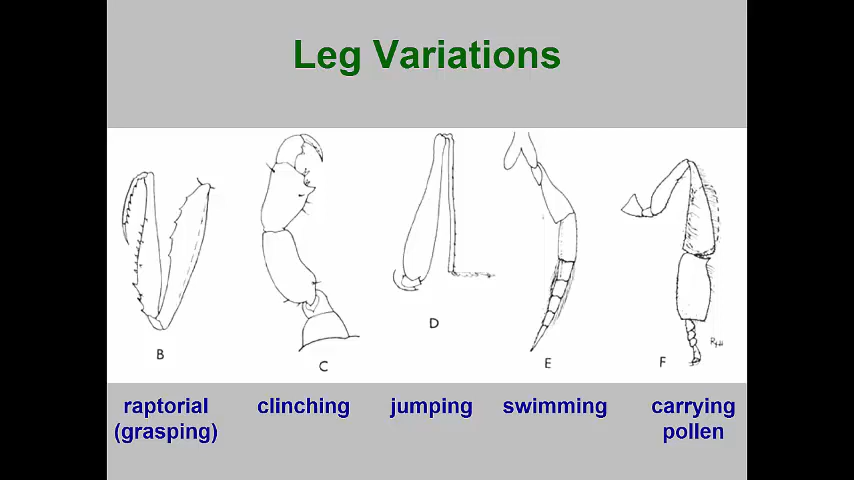 Leg Variations
B
C
D
E
F
raptorial
(grasping)
clinching
jumping
swimming
carrying
pollen